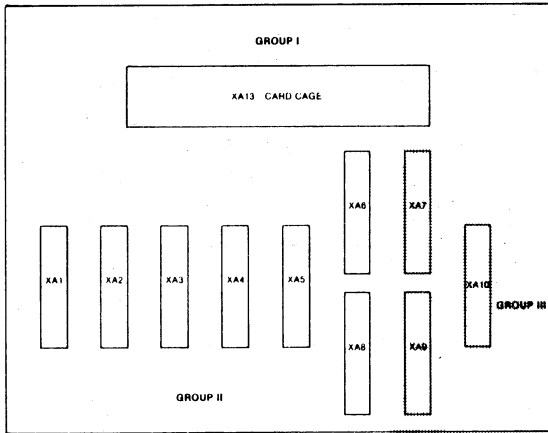 GROUP I
XA13 CARD CAGE
XA6
XA7
XA1
XA2
XA3
XA4
XA5
XA10
GROUP III
XA8
XA9
GROUP II